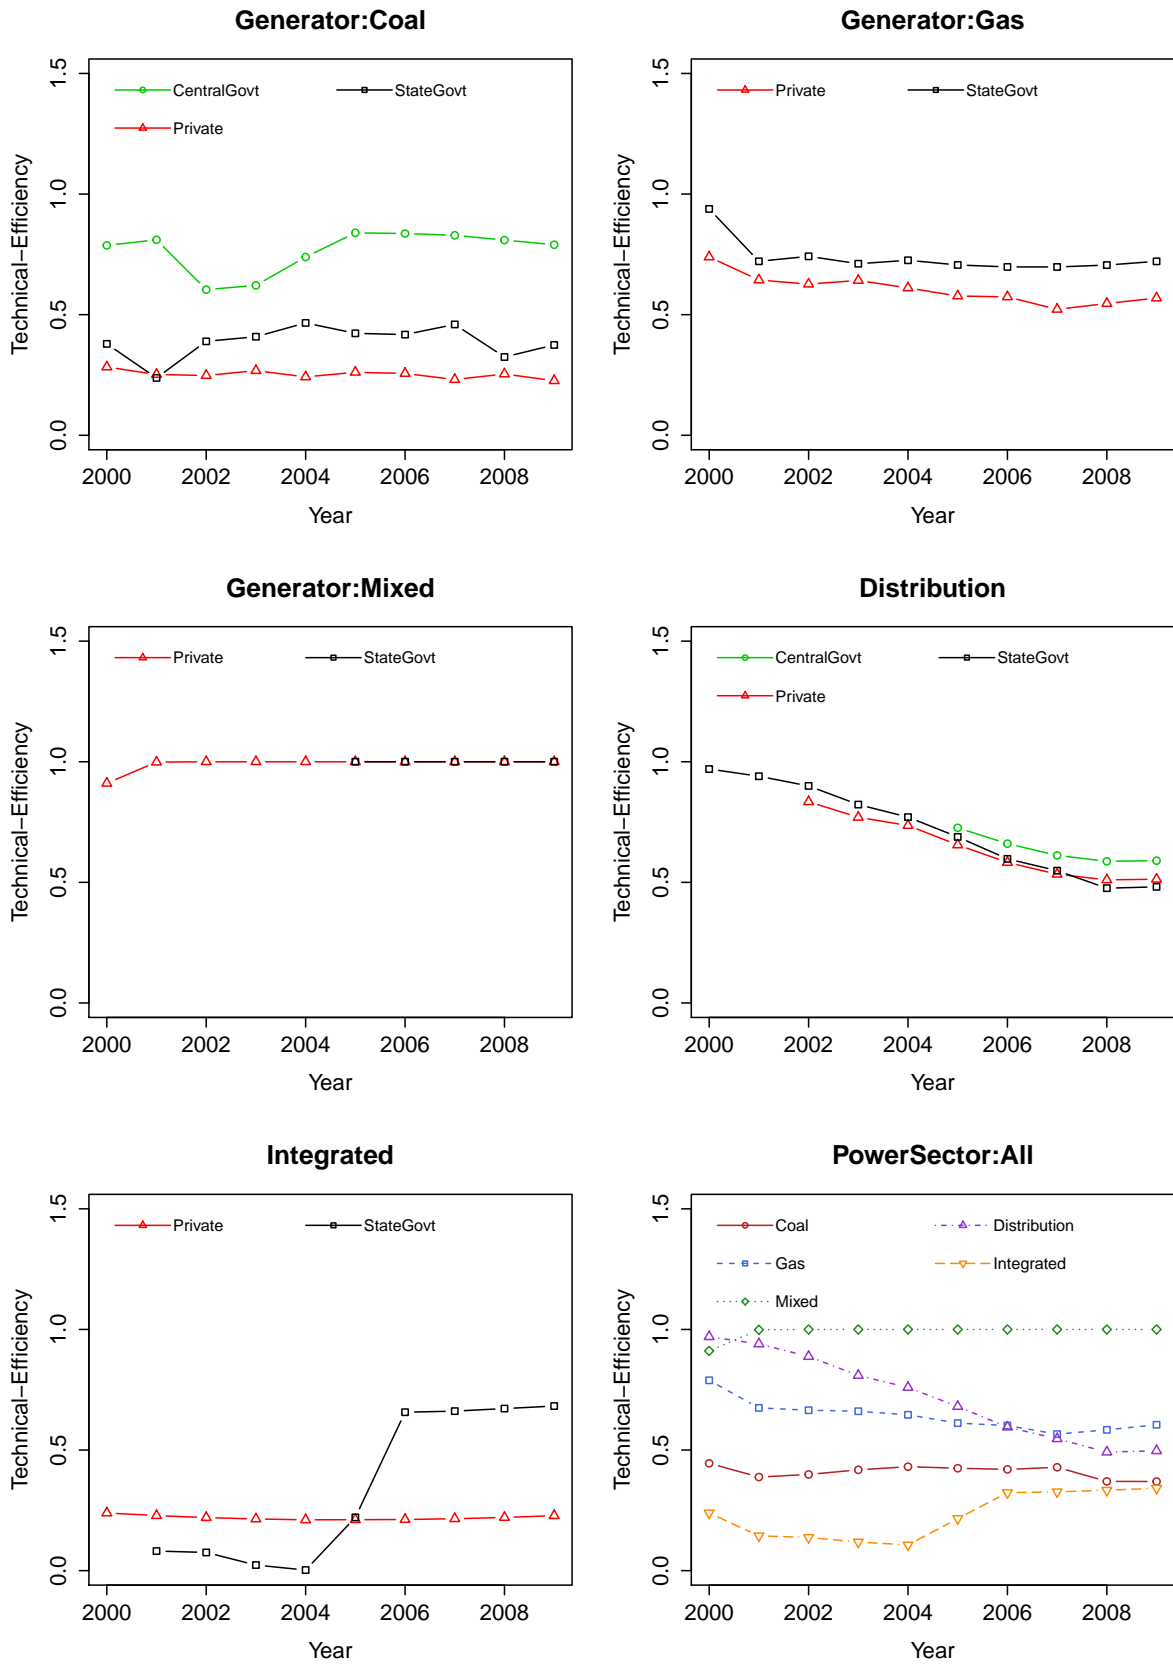 Generator:Coal
Technical−Efficiency
1.5
1.0
0.5
0.0
CentralGovt StateGovt
Private
2000 2002 2004 2006 2008
Year
Generator:Gas
Technical−Efficiency
1.5
1.0
0.5
0.0
Private StateGovt
2000 2002 2004 2006 2008
Year
Generator:Mixed
Technical−Efficiency
1.5
1.0
0.5
0.0
Private StateGovt
2000 2002 2004 2006 2008
Year
Distribution
Technical−Efficiency
1.5
1.0
0.5
0.0
CentralGovt StateGovt
Private
2000 2002 2004 2006 2008
Year
Integrated
Technical−Efficiency
1.5
1.0
0.5
0.0
Private StateGovt
2000 2002 2004 2006 2008
Year
PowerSector:All
Technical−Efficiency
1.5
1.0
0.5
0.0
Coal Distribution
Gas Integrated
Mixed
2000 2002 2004 2006 2008
Year